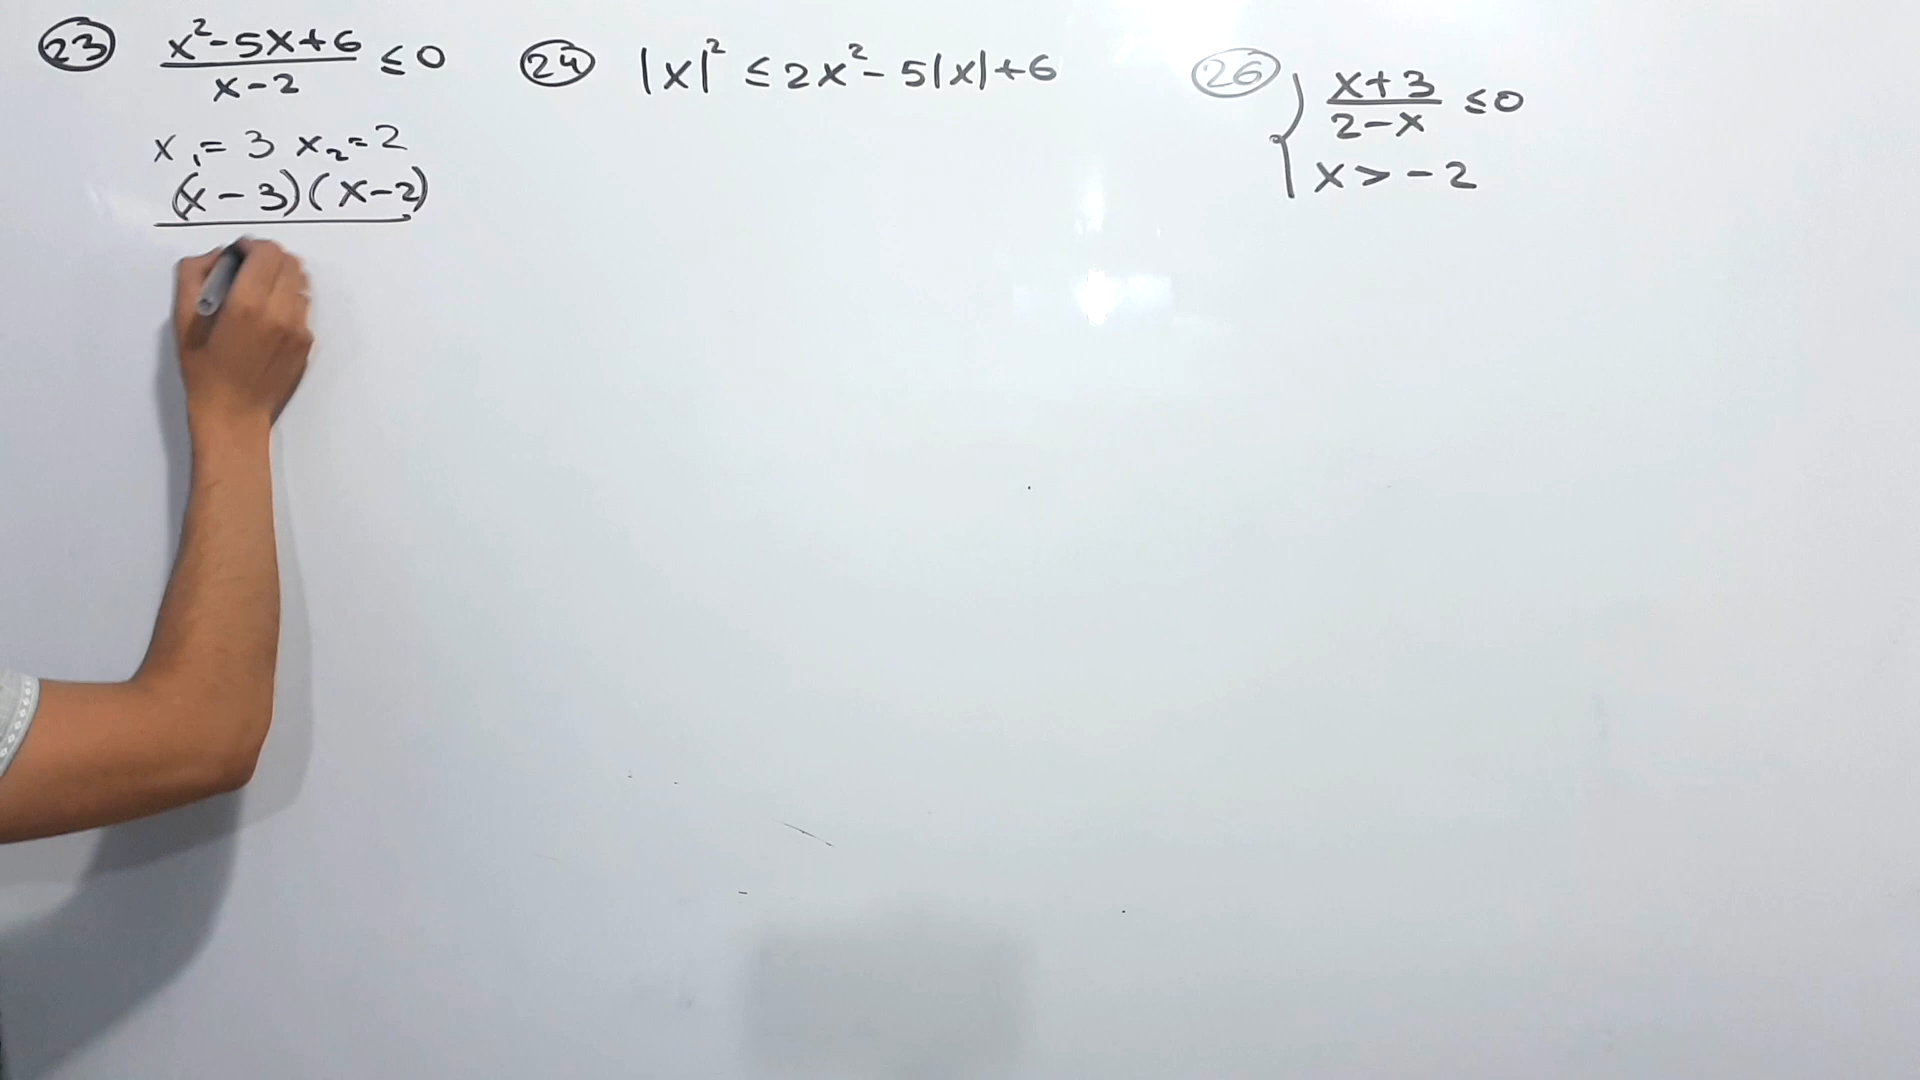 (23) x²-5x+6
x-2 ≤0
x₁=3 x₂=2
(x-3)(x-2)
(24) |x|² ≤ 2x²-5|x|+6
(26) { x+3
2-x ≤0
x>-2